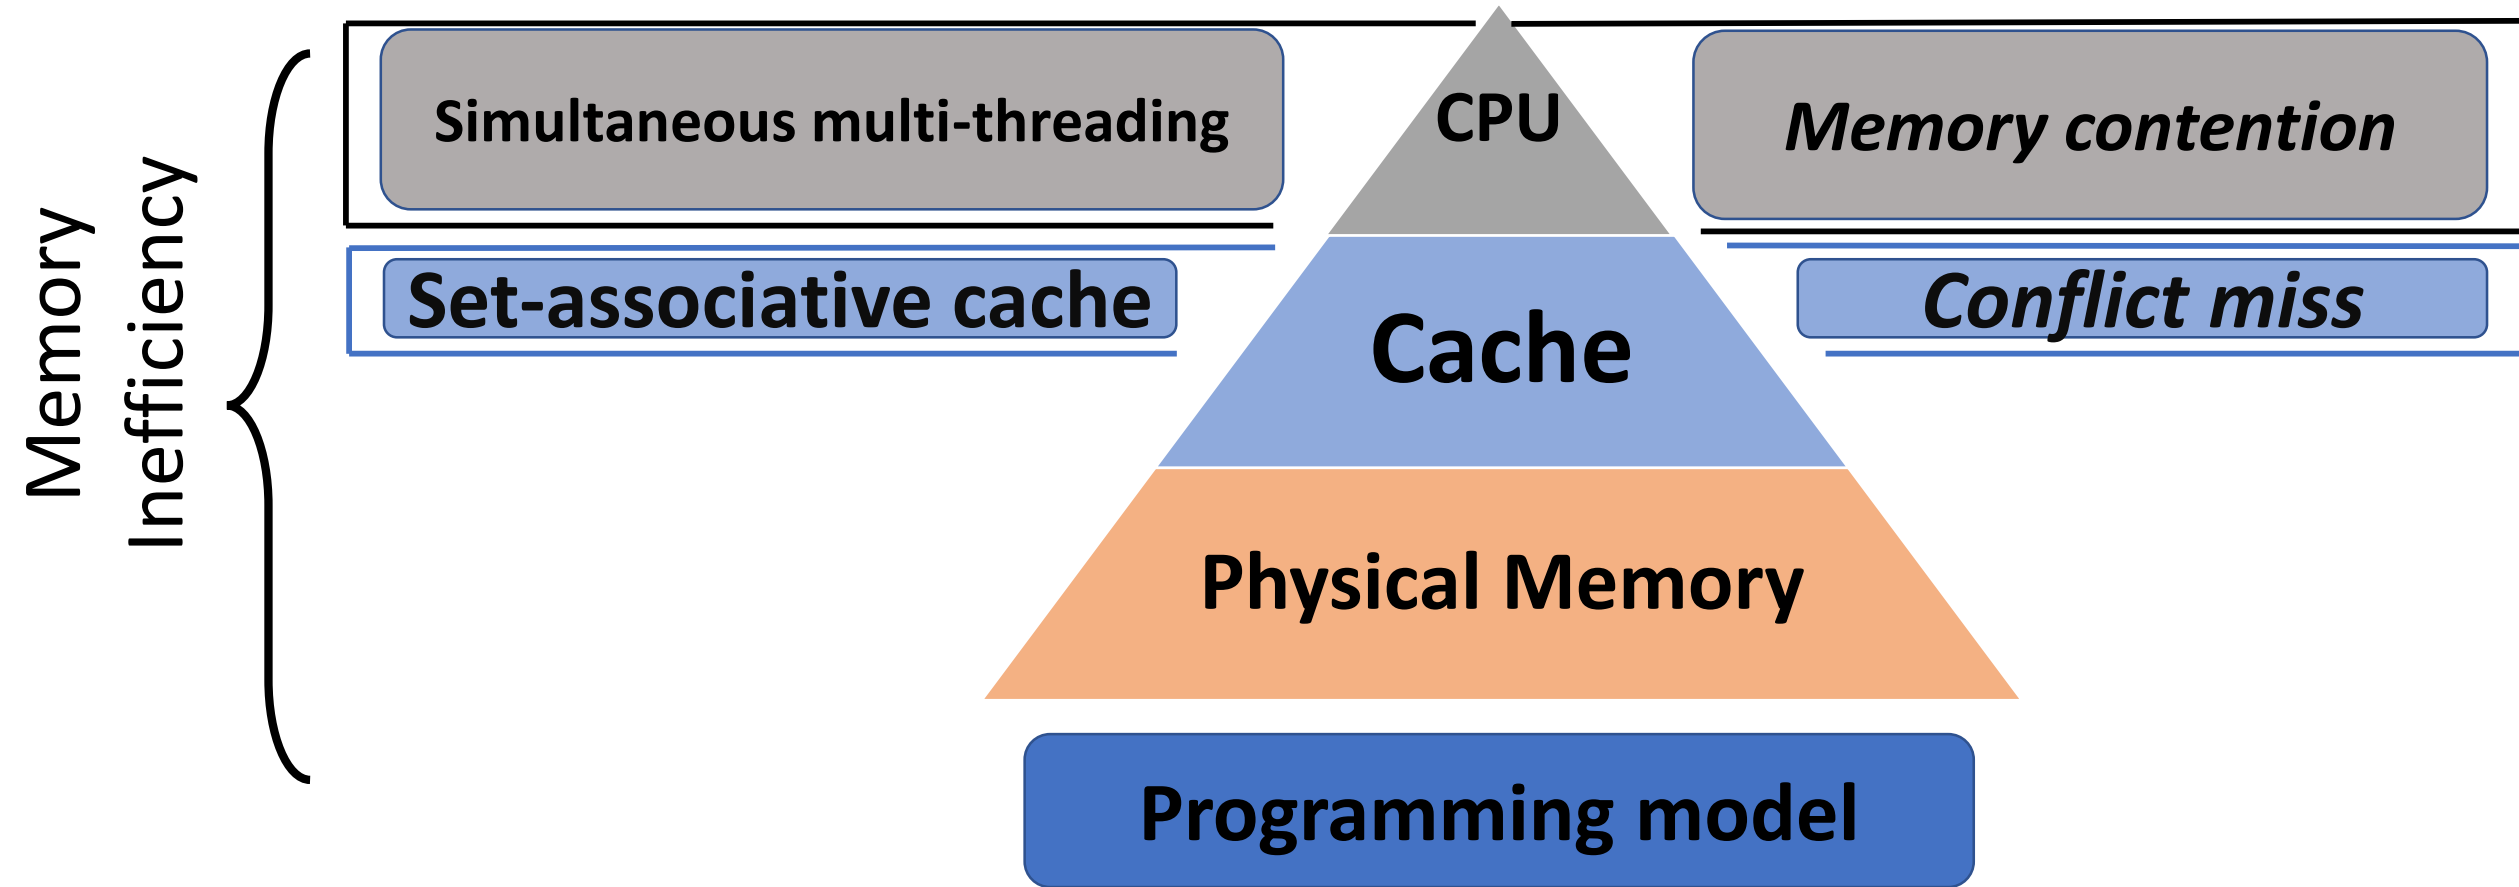 Memory
Inefficiency
Simultaneous multi-threading
CPU
Memory contention
Set-associative cache
Conflict miss
Cache
Physical Memory
Programming model